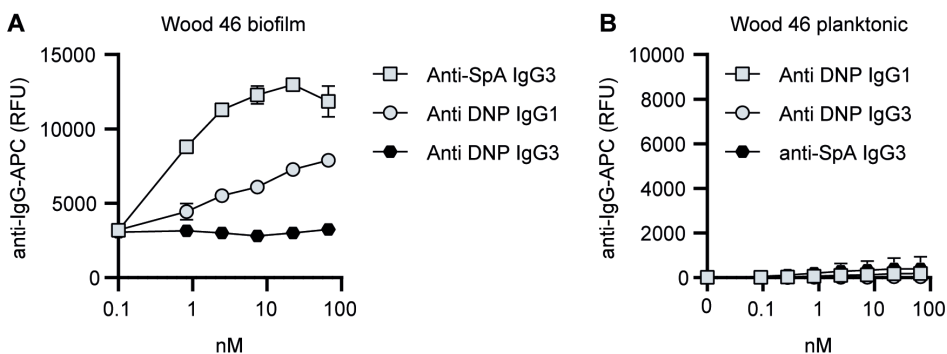 A
Wood 46 biofilm
anti-IgG-APC (RFU)
15000
10000
5000
0
0.1
1
10
100
nM
Anti-SpA IgG3
Anti DNP IgG1
Anti DNP IgG3
B
Wood 46 planktonic
anti-IgG-APC (RFU)
10000
8000
6000
4000
2000
0
0
0.1
1
10
100
nM
Anti DNP IgG1
Anti DNP IgG3
anti-SpA IgG3